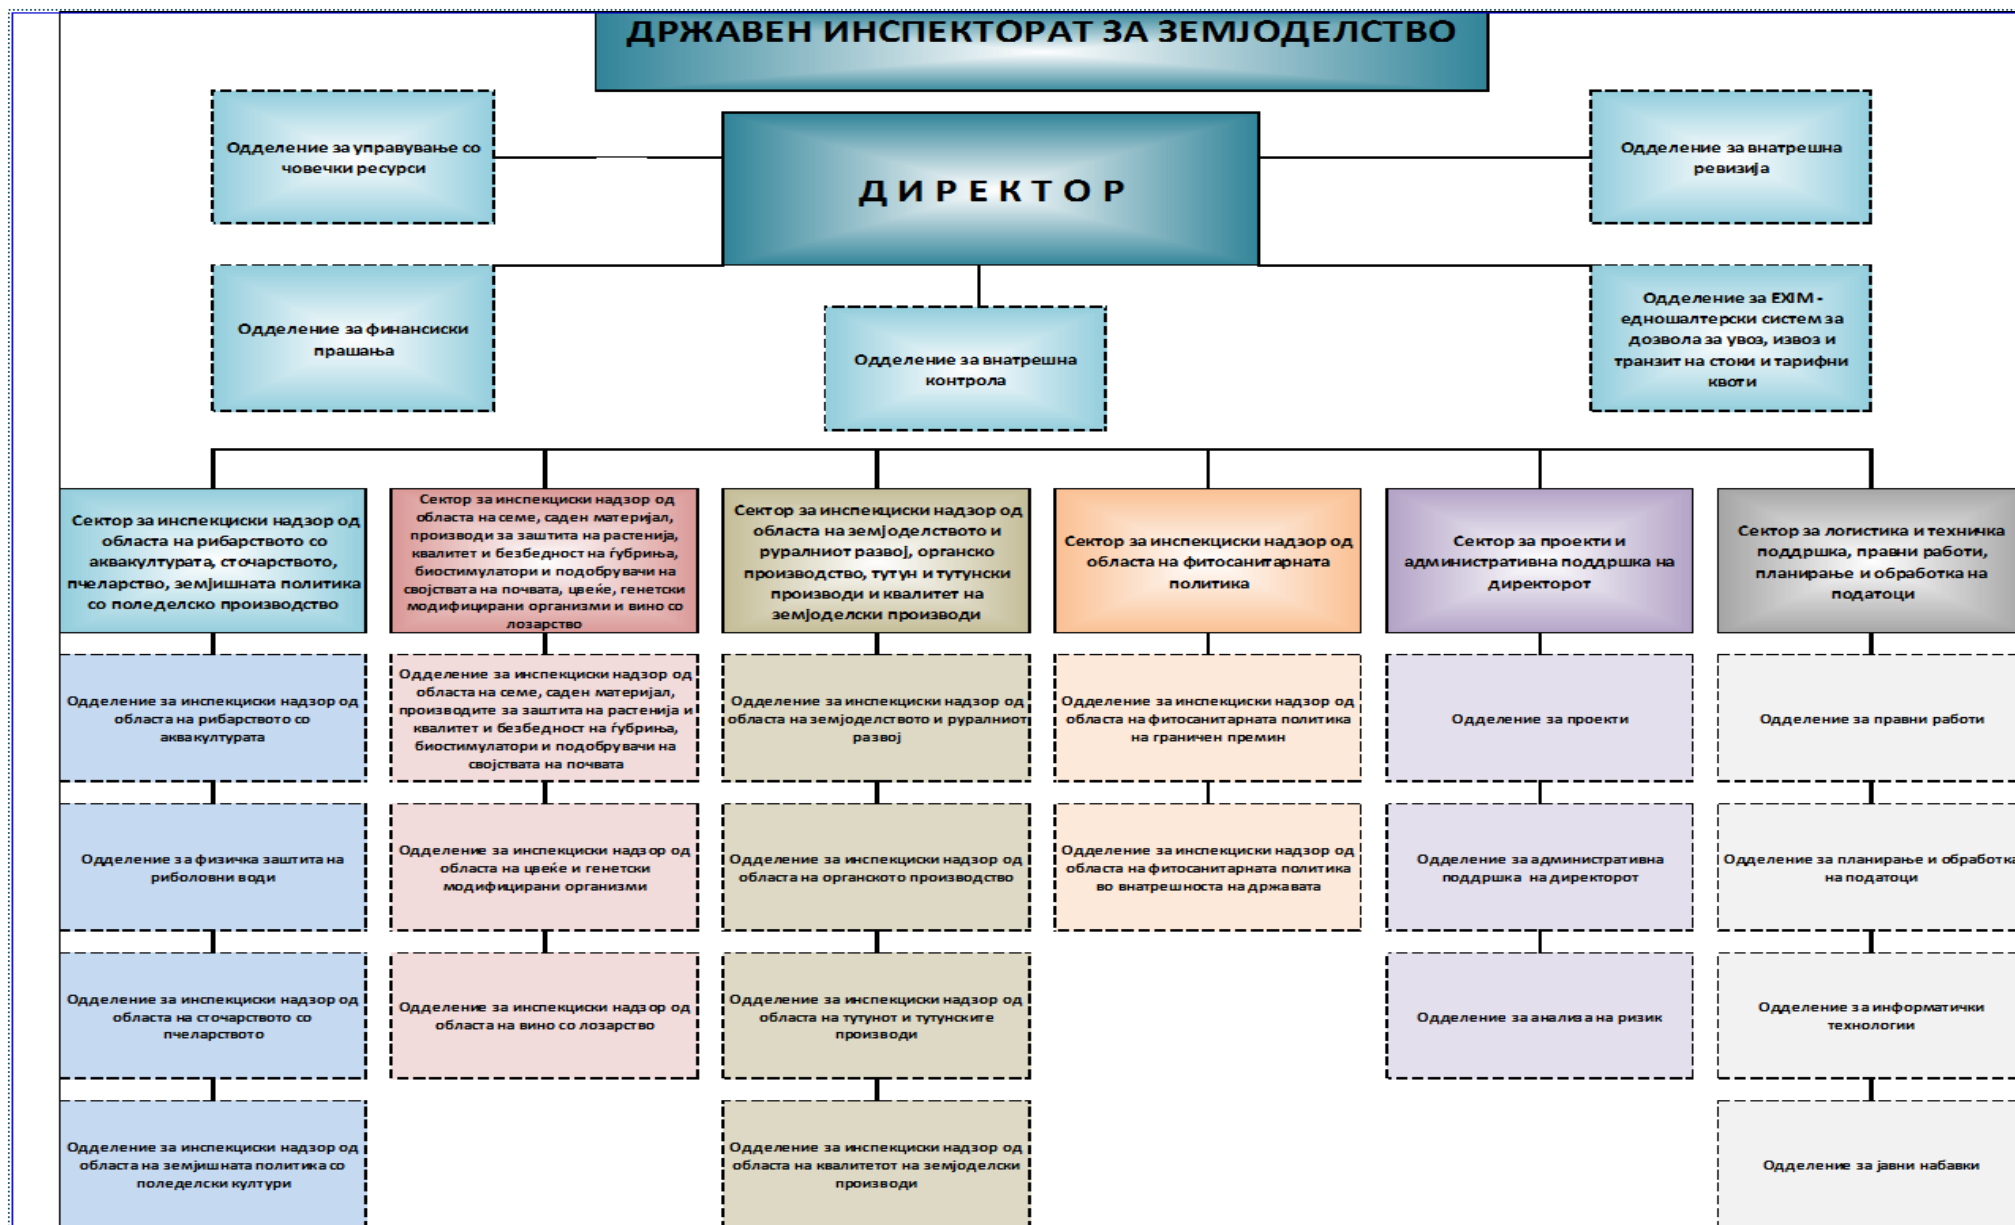 ДРЖАВЕН ИНСПЕКТОРАТ ЗА ЗЕМЈОДЕЛСТВО
Одделение за управување со
човечки ресурси
Д И Р Е К Т О Р
Одделение за внатрешна
ревизија
Одделение за финансиски
прашања
Одделение за внатрешна
контрола
Одделение за EXIM -
едношалтерски систем за
дозвола за увоз, извоз и
транзит на стоки и тарифни
квоти
Сектор за инспекциски надзор од
области на рибарството со
аквакултурата, сточарството,
пчеларство, земјишната политика
со поледелско производство
Сектор за инспекциски надзор од
областа на семе, саден материјал,
производи за заштита на растенија,
квалитет и безбедност на ѓубриња,
биостимулатори и подобрувачи на
својствата на почвата, цвеќе, генетски
модифицирани организми и вино со
лозарство
Сектор за инспекциски надзор од
областа на земјоделството и
руралниот развој, органско
производство, тутун и тутунски
производи и квалитет на
земјоделски производи
Сектор за инспекциски надзор од
областа на фитосанитарната
политика
Сектор за проекти и
административна поддршка на
директорот
Сектор за логистика и техничка
поддршка, правни работи,
планирање и обработка на
податоци
Одделение за инспекциски надзор од
областа на рибарството со
аквакултурата
Одделение за инспекциски надзор од
областа на семе, саден материјал,
производите за заштита на растенија и
квалитет и безбедност на ѓубриња,
биостимулатори и подобрувачи на
својствата на почвата
Одделение за инспекциски надзор од
областа на земјоделството и руралниот
развој
Одделение за инспекциски надзор од
областа на фитосанитарната политика
на граничен премин
Одделение за проекти
Одделение за правни работи
Одделение за физичка заштита на
риболовни води
Одделение за инспекциски надзор од
областа на цвеќе и генетски
модифицирани организми
Одделение за инспекциски надзор од
областа на органското производство
Одделение за инспекциски надзор од
областа на фитосанитарната политика
во внатрешноста на државата
Одделение за административна
поддршка на директорот
Одделение за планирање и обработка
на податоци
Одделение за инспекциски надзор од
областа на сточарството со
пчеларството
Одделение за инспекциски надзор од
областа на вино со лозарство
Одделение за инспекциски надзор од
областа на тутунот и тутунските
производи
Одделение за анализа на ризик
Одделение за информатички
технологии
Одделение за инспекциски надзор од
областа на земјишната политика со
поледелски култури
Одделение за инспекциски надзор од
областа на квалитетот на земјоделски
производи
Одделение за јавни набавки